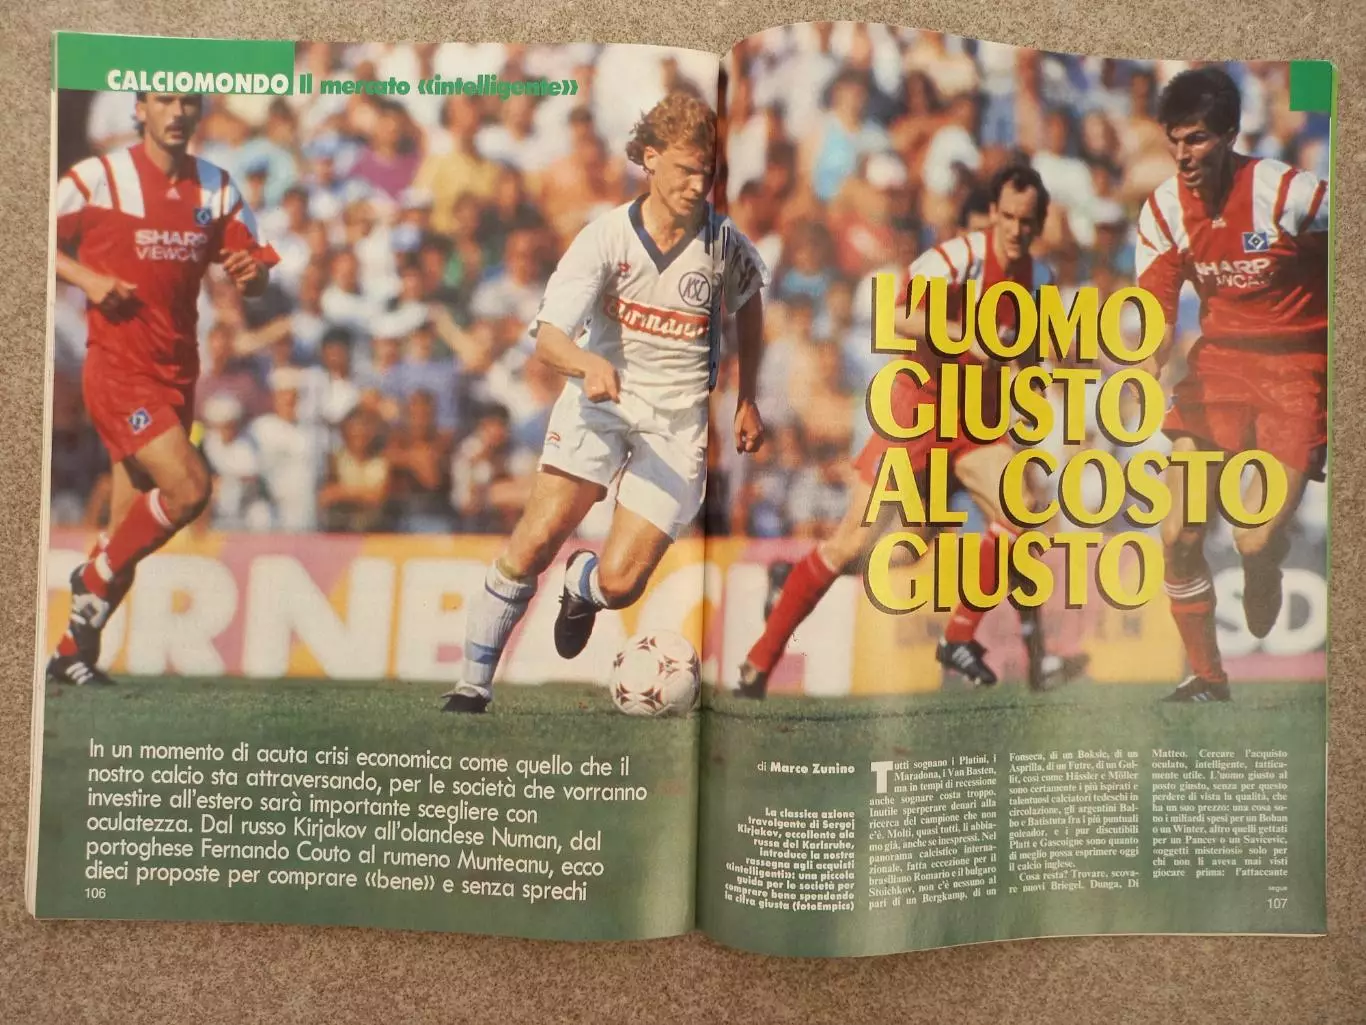 CALCIOMONDO Il mercato «intelligente»
SHARP
VIEWCAM
KSC
SHARP
VIEWCAM
L'UOMO
GIUSTO
AL COSTO
GIUSTO
ORNBACH
SD
In un momento di acuta crisi economica come quello che il
nostro calcio sta attraversando, per le società che vorranno
investire all'estero sarà importante scegliere con
oculatezza. Dal russo Kirjakov all'olandese Numan, dal
portoghese Fernando Couto al rumeno Munteanu, ecco
dieci proposte per comprare «bene» e senza sprechi
106
di Marco Zunino
La classica azione
travolgente di Sergei
Kirjakov, eccellente ala
russa del Karlsruhe,
introduce la nostra
rassegna agli acquisti
«intelligenti»: una piccola
guida per le società per
comprare bene spendendo
la cifra giusta (fotoEmpics)
Tutti sognano i Platini, i
Maradona, i Van Basten,
ma in tempi di recessione
anche sognare costa troppo.
Inutile sperperare denari alla
ricerca del campione che non
c'è. Molti, quasi tutti, li abbia-
mo già, anche se inespressi. Nel
panorama calcistico interna-
zionale, fatta eccezione per il
brasiliano Romario e il bulgaro
Stoichkov, non c'è nessuno al
pari di un Bergkamp, di un
Fonseca, di un Boksic, di un
Asprilla, di un Futre, di un Gul-
lit, così come Hässler e Möller
sono certamente i più ispirati e
talentuosi calciatori tedeschi in
circolazione, gli argentini Bal-
bo e Batistuta fra i più puntuali
goleador, e i pur discutibili
Platt e Gascoigne sono quanto
di meglio possa esprimere oggi
il calcio inglese.
Cosa resta? Trovare, scova-
re nuovi Briegel, Dunga, Di
Matteo. Cercare l'acquisto
oculato, intelligente, tatticamen-
te utile. L'uomo giusto al
posto giusto, senza per questo
perdere di vista la qualità, che
ha un suo prezzo: una cosa so-
no i miliardi spesi per un Boban
o un Winter, altro quelli gettati
per un Pancev o un Savicevic,
«oggetti misteriosi» solo per
chi non li aveva mai visti
giocare prima: l'attaccante
segue
107